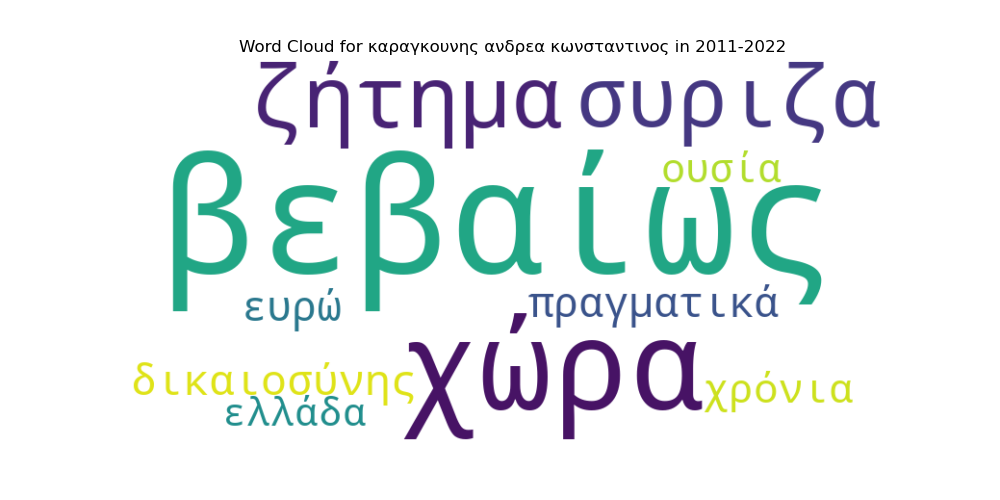 Word Cloud for καραγκουνης ανδρεα κωνσταντινος in 2011-2022
ζήτημα συριζα
ουσία
βεβαίως
ευρώ πραγματικά
χώρα
δικαιοσύνης χρόνια
ελλάδα